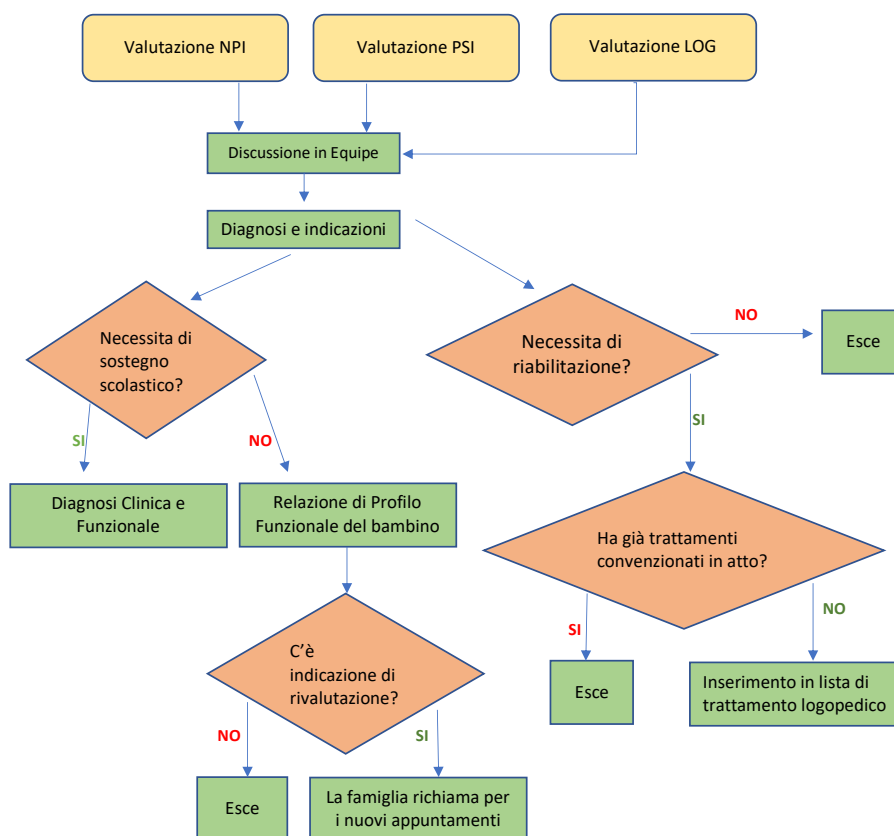 Valutazione NPI
Valutazione PSI
Valutazione LOG
Discussione in Equipe
Diagnosi e indicazioni
Necessita di
sostegno
scolastico?
Necessita di
riabilitazione?
NO
Esce
SI
NO
SI
Diagnosi Clinica e
Funzionale
Relazione di Profilo
Funzionale del bambino
Ha già trattamenti
convenzionati in atto?
SI
NO
C’è
indicazione di
rivalutazione?
Esce
Inserimento in lista di
trattamento logopedico
NO
SI
Esce
La famiglia richiama per
i nuovi appuntamenti